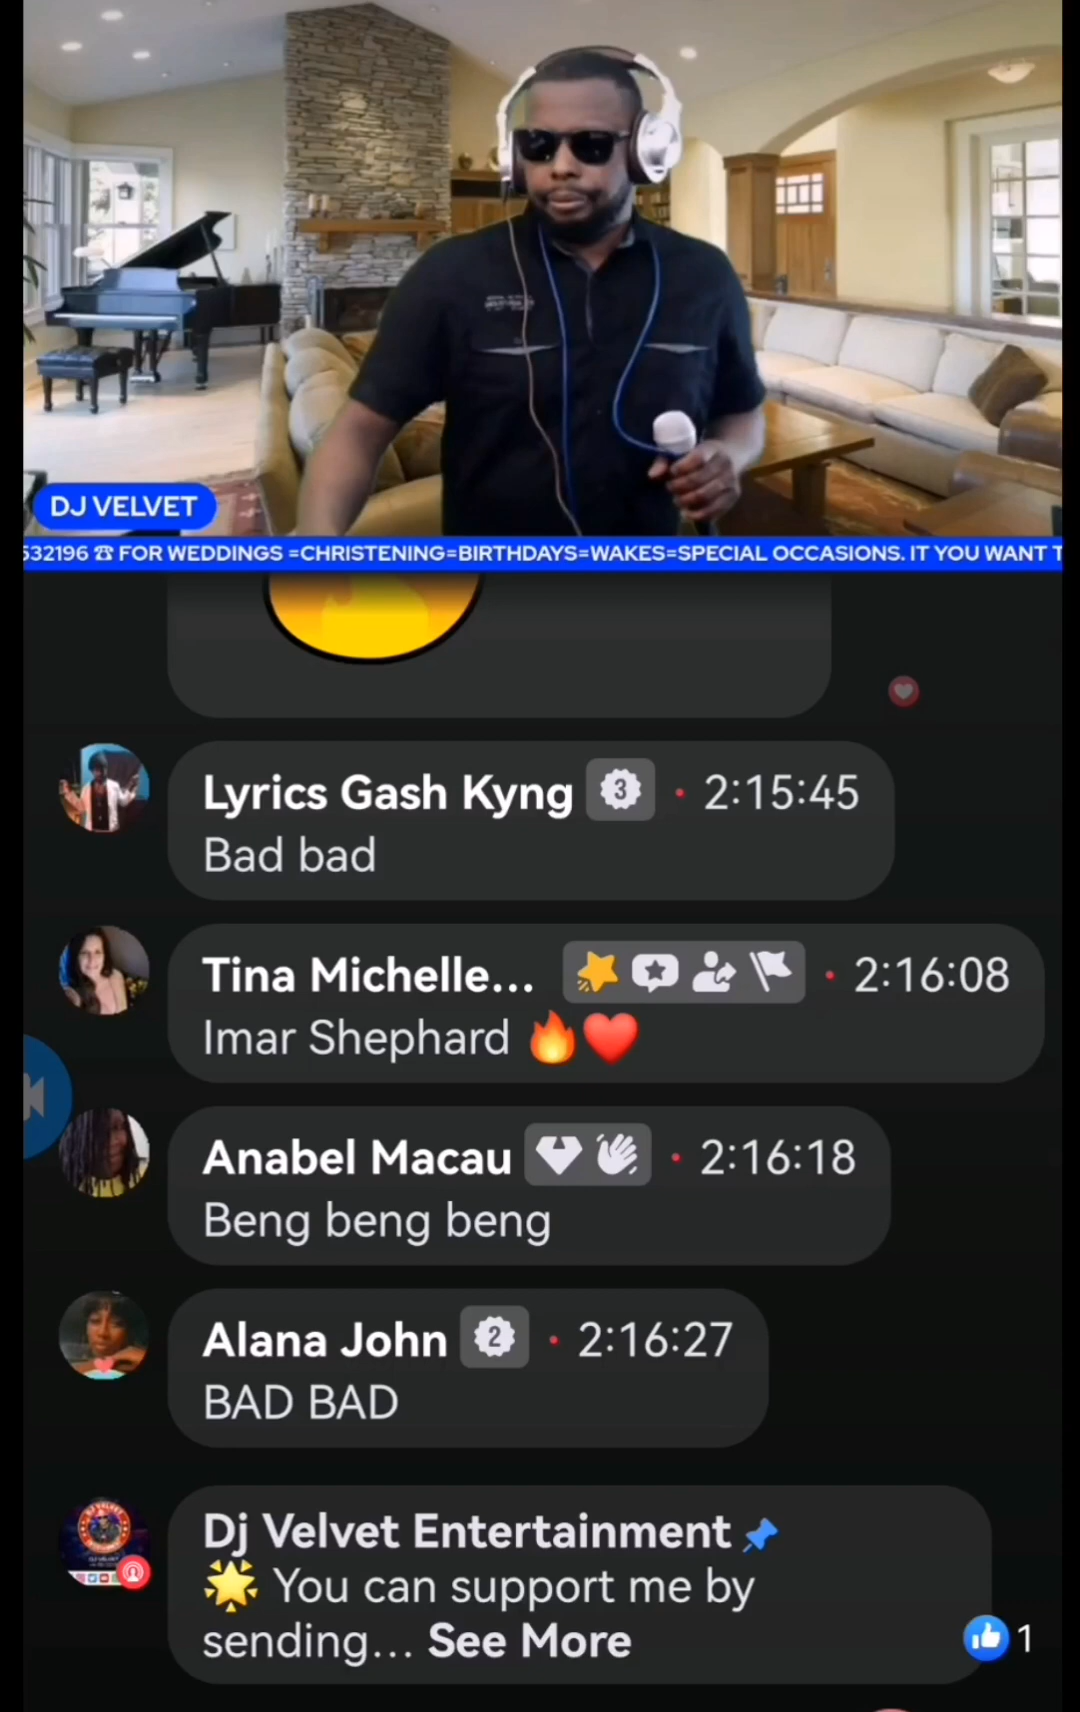 DJ VELVET
532196 ☎ FOR WEDDINGS =CHRISTENING=BIRTHDAYS=WAKES=SPECIAL OCCASIONS. IT YOU WANT T
Lyrics Gash Kyng 3 • 2:15:45
Bad bad
Tina Michelle... • 2:16:08
Imar Shephard 🔥❤️
Anabel Macau • 2:16:18
Beng beng beng
Alana John 2 • 2:16:27
BAD BAD
Dj Velvet Entertainment 📌
🌟 You can support me by
sending... See More
1